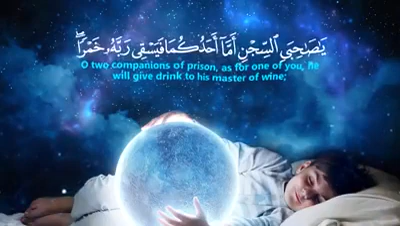 يَصَٰحِبَىِ ٱلسِّجْنِ أَمَّآ أَحَدُكُمَا فَيَسْقِى رَبَّهُۥ خَمْرًا ۖ
O two companions of prison, as for one of you, he
will give drink to his master of wine;